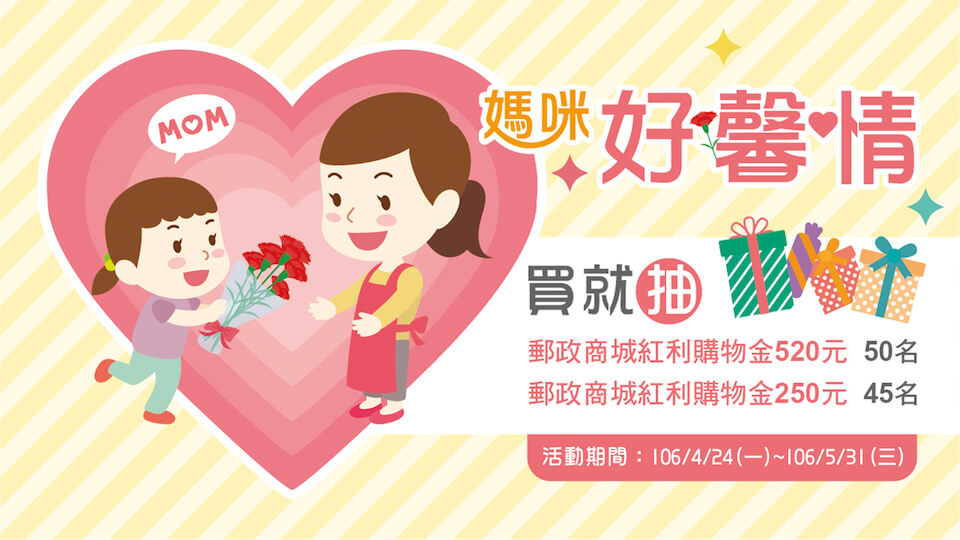 MOM
媽咪好馨情
買就抽
郵政商城紅利購物金520元 50名
郵政商城紅利購物金250元 45名
活動期間：106/4/24(一)~106/5/31(三)